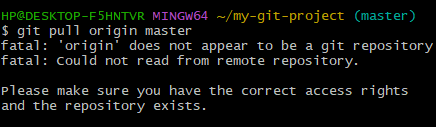 HP@DESKTOP-F5HNTVR MINGW64 ~/my-git-project (master)
$ git pull origin master
fatal: 'origin' does not appear to be a git repository
fatal: Could not read from remote repository.
Please make sure you have the correct access rights
and the repository exists.